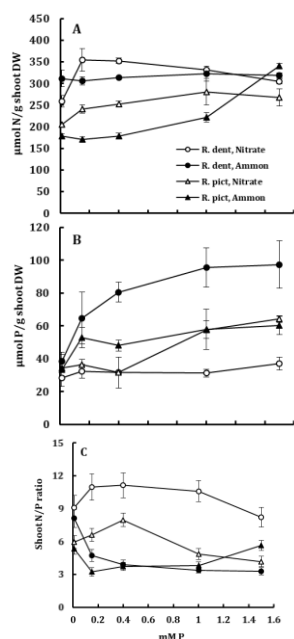 A
450
400
350
300
250
200
150
100
50
0
µmol N/g shoot DW
R. dent, Nitrate
R. dent, Ammon
R. pict, Nitrate
R. pict, Ammon
B
120
100
80
60
40
20
0
µmol P/g shoot DW
C
15
12
9
6
3
0
Shoot N/P ratio
0 0.2 0.4 0.6 0.8 1 1.2 1.4 1.6
mM P